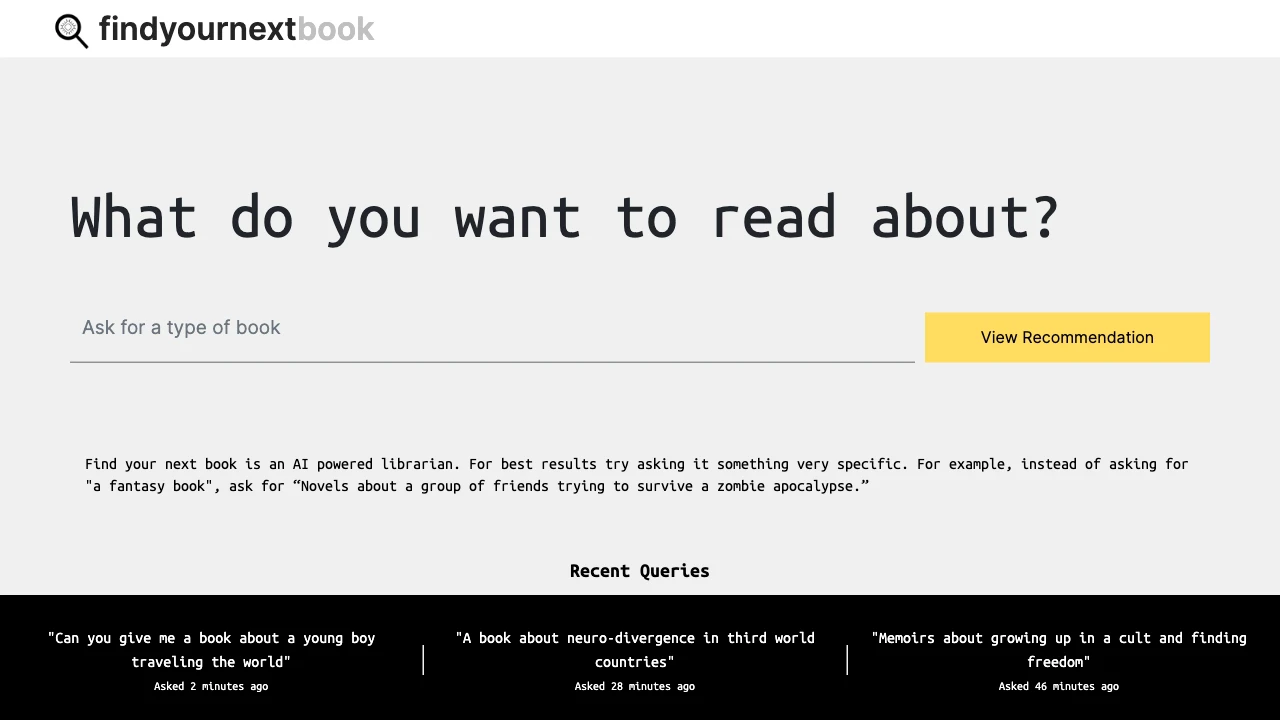 findyournextbook
What do you want to read about?
Ask for a type of book
View Recommendation
Find your next book is an AI powered librarian. For best results try asking it something very specific. For example, instead of asking for
"a fantasy book", ask for “Novels about a group of friends trying to survive a zombie apocalypse.”
Recent Queries
"Can you give me a book about a young boy
traveling the world"
Asked 2 minutes ago
"A book about neuro-divergence in third world
countries"
Asked 28 minutes ago
"Memoirs about growing up in a cult and finding
freedom"
Asked 46 minutes ago